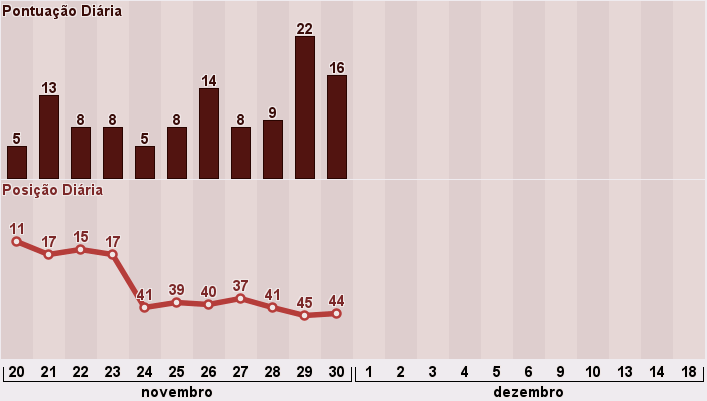 Pontuação Diária
5 13 8 8 5 8 14 8 9 22 16
Posição Diária
11 17 15 17 41 39 40 37 41 45 44
20 21 22 23 24 25 26 27 28 29 30 1 2 3 4 5 6 9 10 13 14 18
novembro dezembro